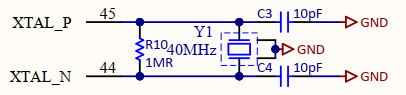 XTAL_P 45 Y1 C3 10pF GND
R10 40MHz GND
1MR
XTAL_N 44 C4 10pF GND